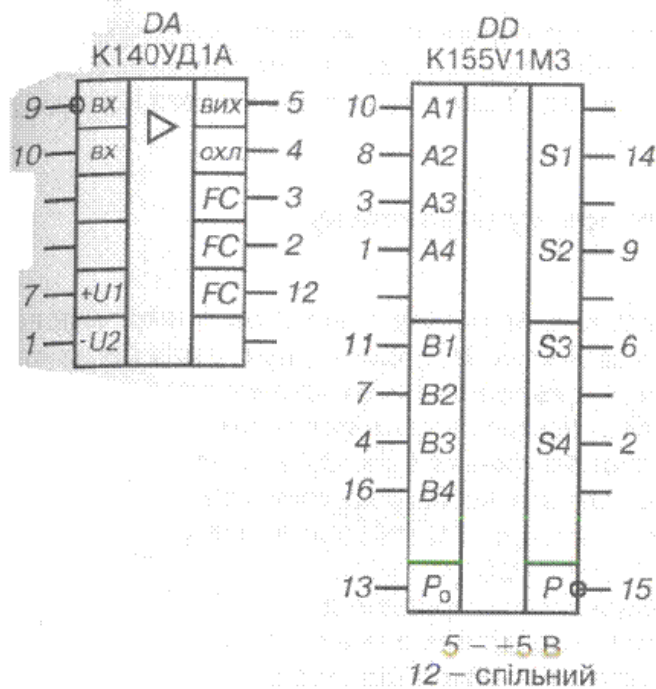 DA
К140УД1А
9 вх вих 5
10 вх охл 4
FC 3
FC 2
7 +U1 FC 12
1 -U2
DD
K155V1M3
10 A1
8 A2 S1 14
3 A3
1 A4 S2 9
11 B1 S3 6
7 B2
4 B3 S4 2
16 B4
13 P₀ P 15
5 – +5 В
12 – спільний